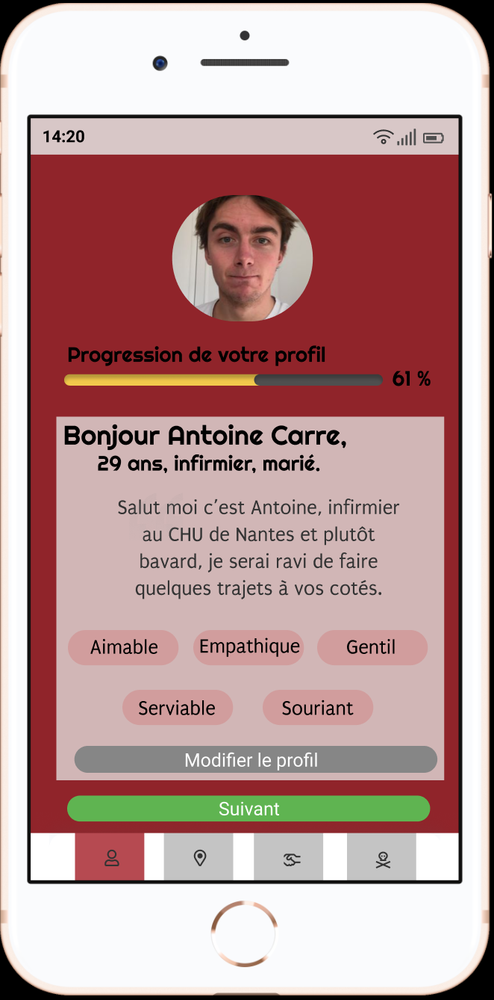 14:20
Progression de votre profil
61 %
Bonjour Antoine Carre,
29 ans, infirmier, marié.
Salut moi c’est Antoine, infirmier
au CHU de Nantes et plutôt
bavard, je serai ravi de faire
quelques trajets à vos cotés.
Aimable Empathique Gentil
Serviable Souriant
Modifier le profil
Suivant